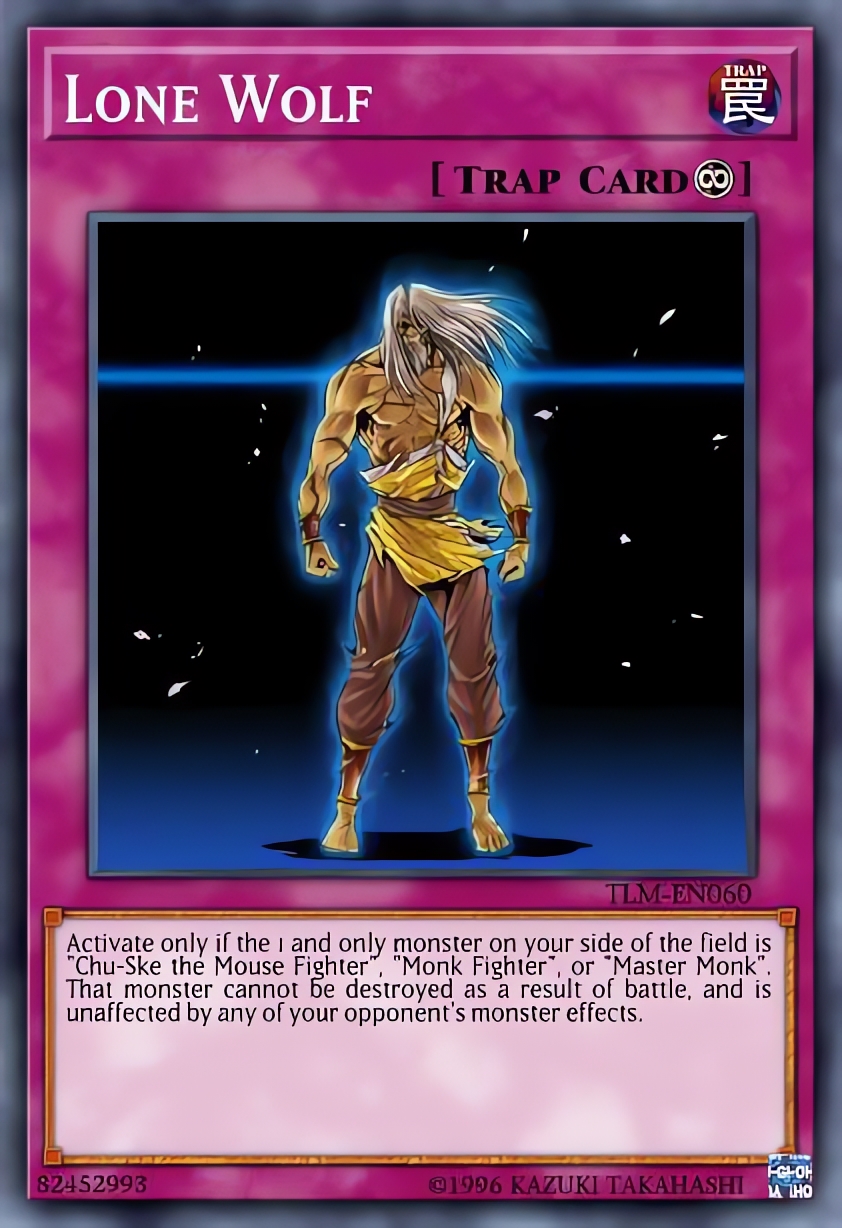 LONE WOLF
TRAP
罠
[TRAP CARD∞]
TLM-EN060
Activate only if the 1 and only monster on your side of the field is
"Chu-Ske the Mouse Fighter", "Monk Fighter", or "Master Monk".
That monster cannot be destroyed as a result of battle, and is
unaffected by any of your opponent's monster effects.
82452993
©1996 KAZUKI TAKAHASHI